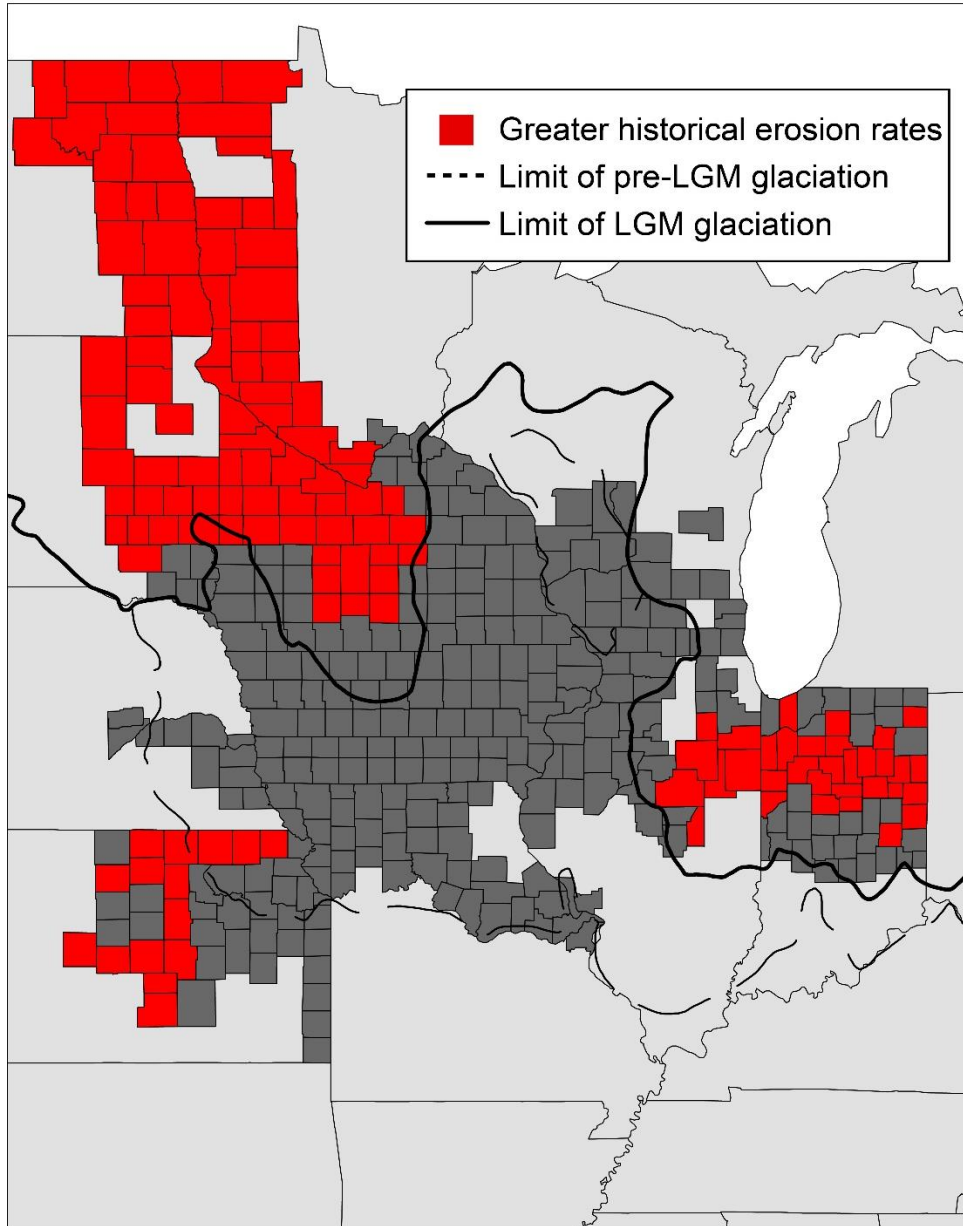 Greater historical erosion rates
Limit of pre-LGM glaciation
Limit of LGM glaciation